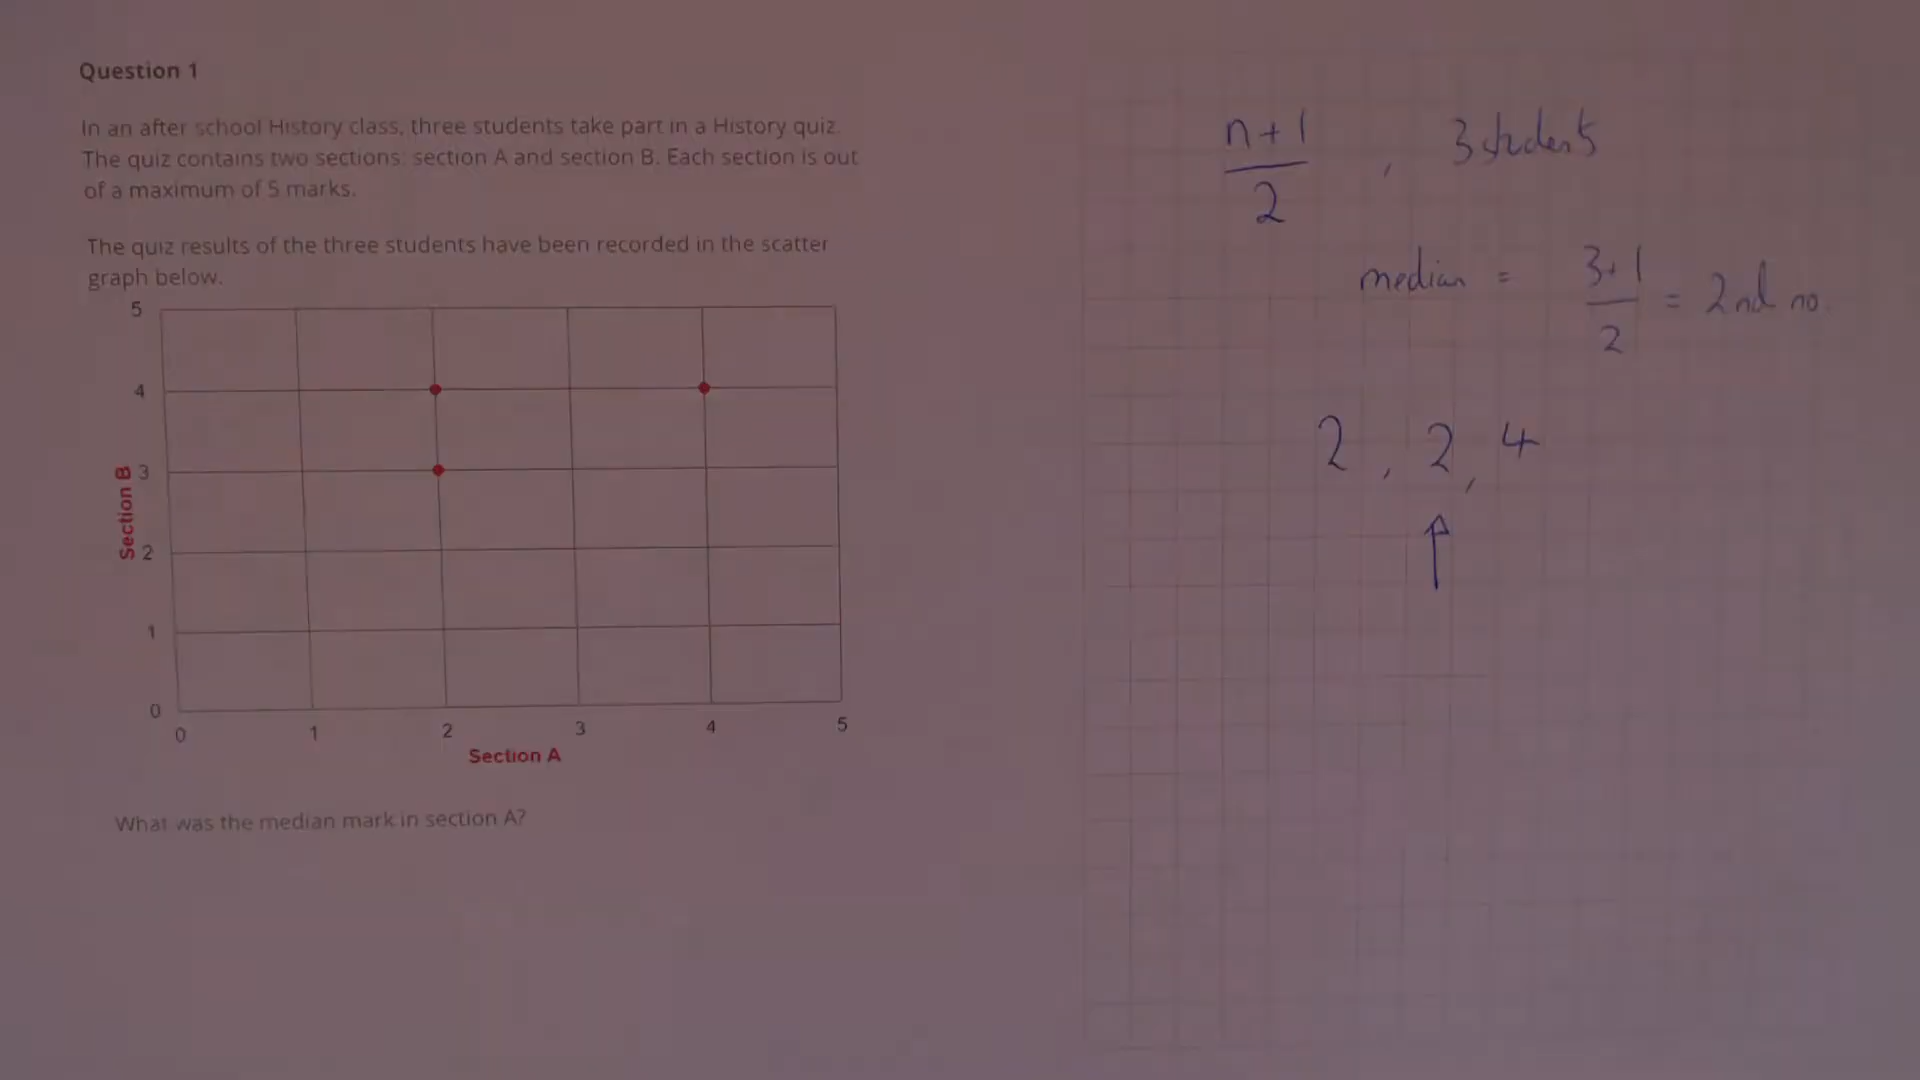 Question 1
In an after school History class, three students take part in a History quiz.
The quiz contains two sections: section A and section B. Each section is out
of a maximum of 5 marks.
The quiz results of the three students have been recorded in the scatter
graph below.
5
4
3
2
1
0
Section B
0 1 2 3 4 5
Section A
What was the median mark in section A?
n+1
2
, 3 students
median = 3+1
2
= 2nd no.
2, 2, 4